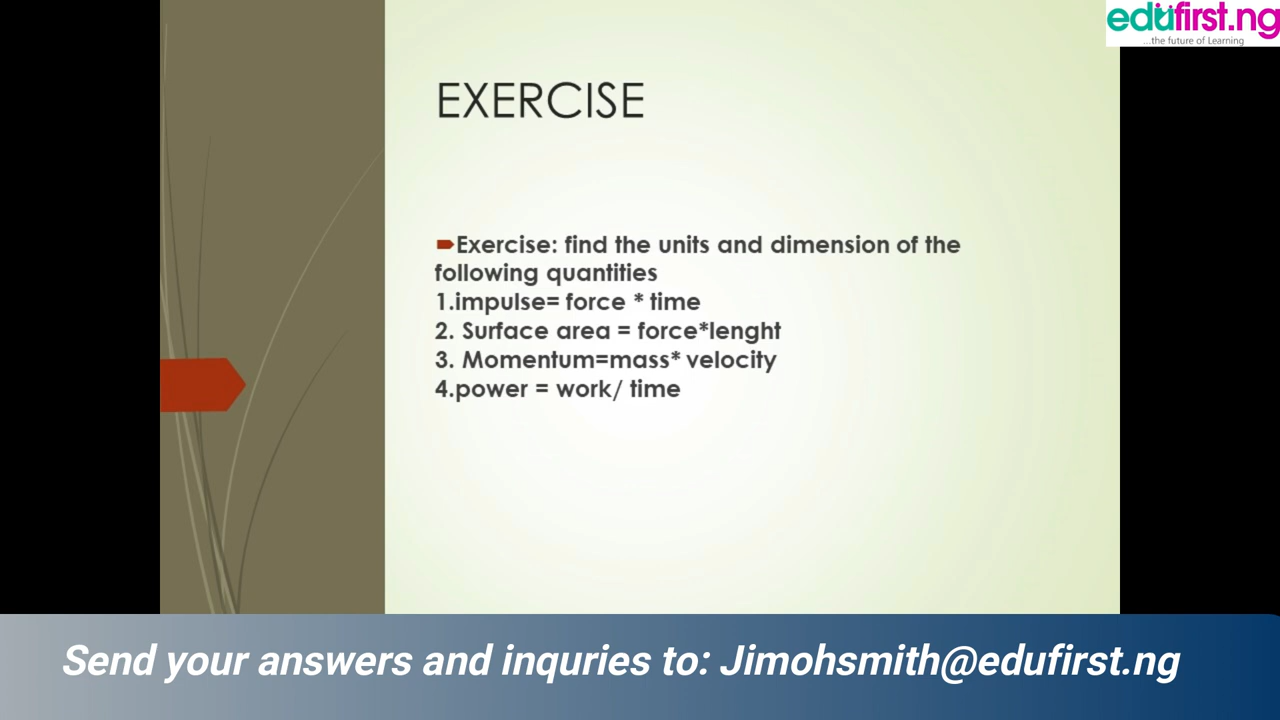 edufirst.ng
...the future of Learning
EXERCISE
Exercise: find the units and dimension of the
following quantities
1.impulse= force * time
2. Surface area = force*lenght
3. Momentum=mass* velocity
4.power = work/ time
Send your answers and inquries to: Jimohsmith@edufirst.ng